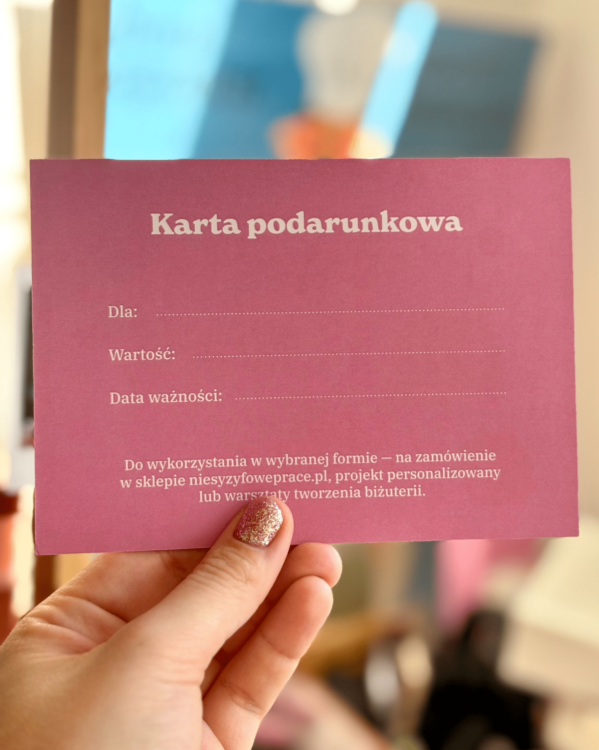 Karta podarunkowa
Dla:
Wartość:
Data ważności:
Do wykorzystania w wybranej formie — na zamówienie
w sklepie niesyzyfoweprace.pl, projekt personalizowany
lub warsztaty tworzenia biżuterii.